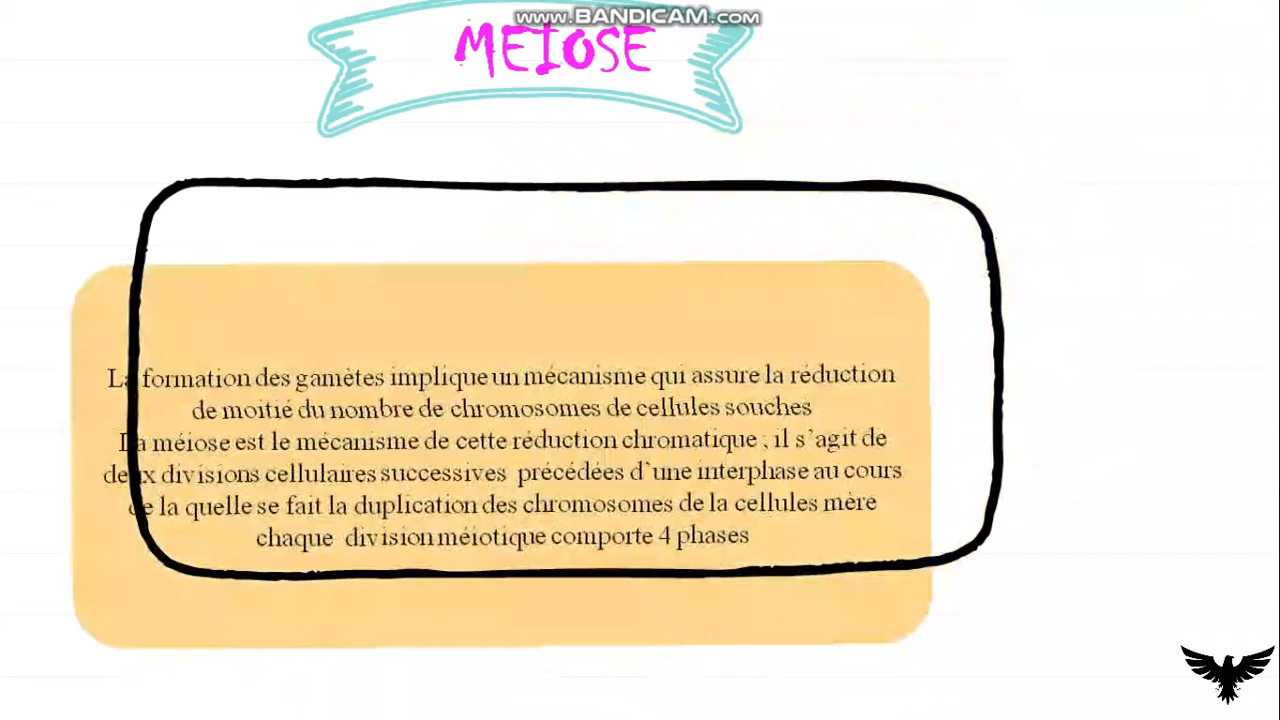 www.BANDICAM.com
MEIOSE
La formation des gamètes implique un mécanisme qui assure la réduction
de moitié du nombre de chromosomes de cellules souches
La méiose est le mécanisme de cette réduction chromatique ; il s'agit de
deux divisions cellulaires successives précédées d'une interphase au cours
de la quelle se fait la duplication des chromosomes de la cellules mère
chaque division méiotique comporte 4 phases